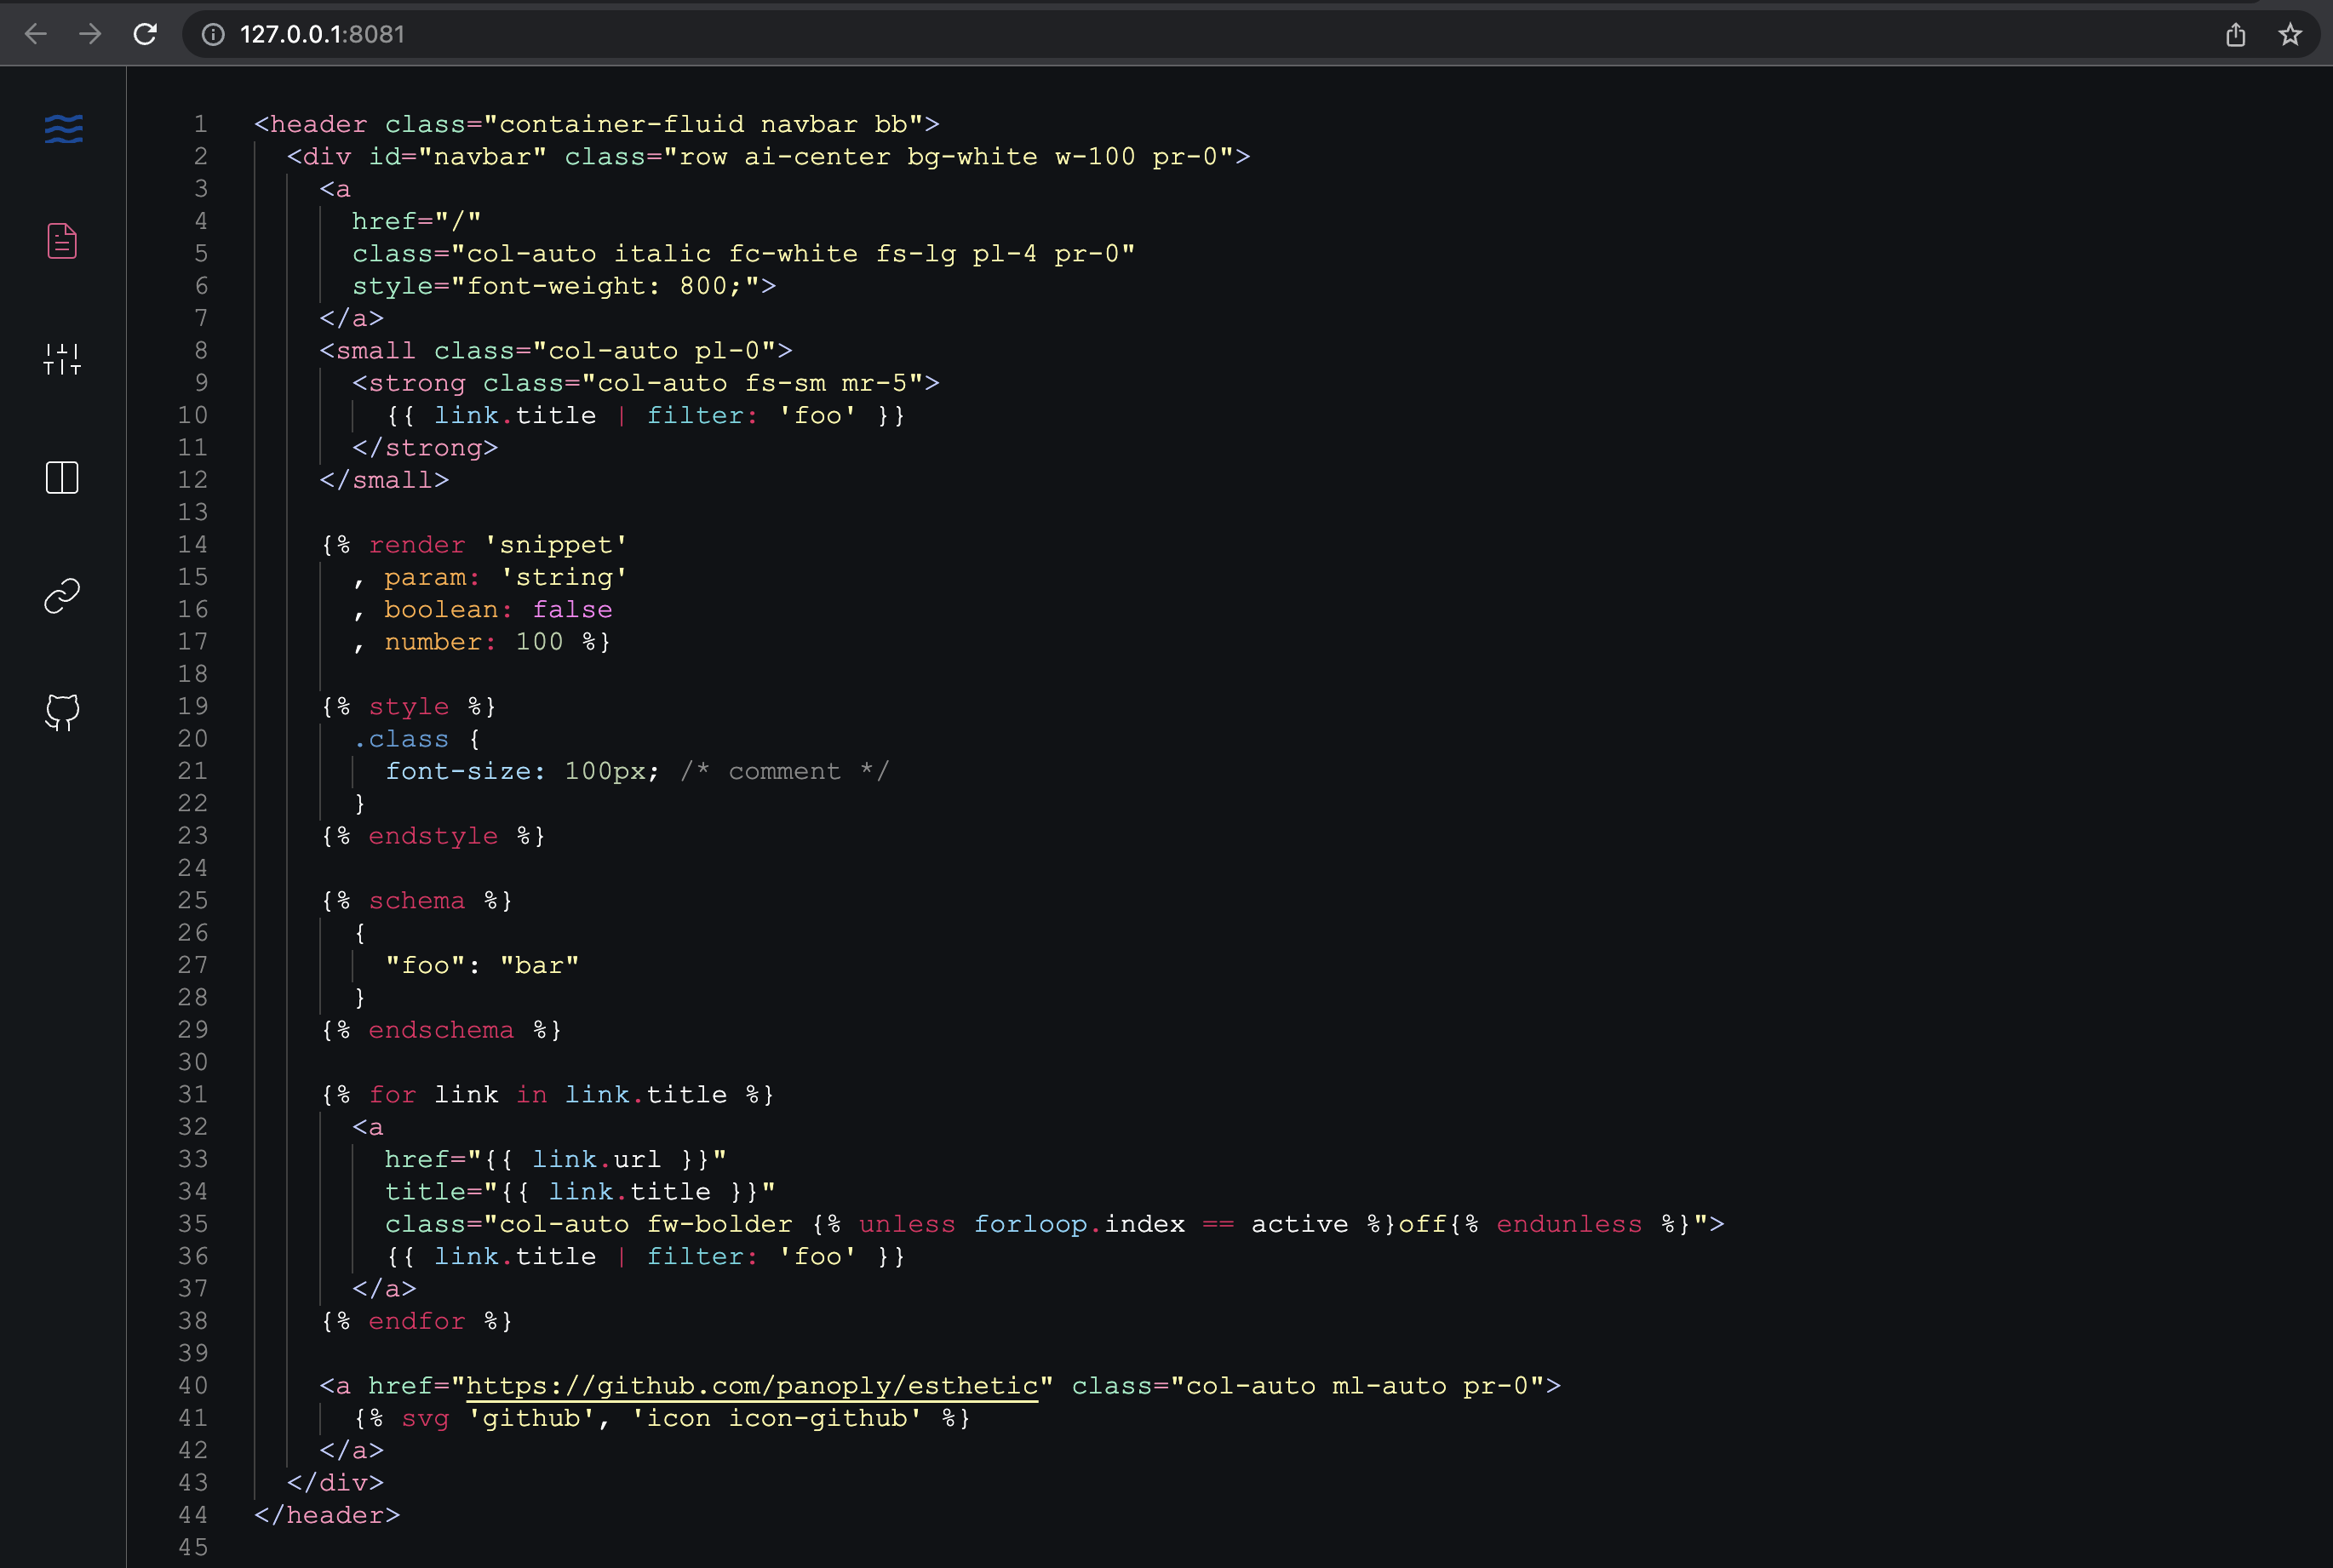 127.0.0.1:8081
1 <header class="container-fluid navbar bb">
2   <div id="navbar" class="row ai-center bg-white w-100 pr-0">
3     <a
4       href="/"
5       class="col-auto italic fc-white fs-lg pl-4 pr-0"
6       style="font-weight: 800;">
7     </a>
8     <small class="col-auto pl-0">
9       <strong class="col-auto fs-sm mr-5">
10         {{ link.title | filter: 'foo' }}
11       </strong>
12     </small>
13
14     {% render 'snippet'
15       , param: 'string'
16       , boolean: false
17       , number: 100 %}
18
19     {% style %}
20       .class {
21         font-size: 100px; /* comment */
22       }
23     {% endstyle %}
24
25     {% schema %}
26       {
27         "foo": "bar"
28       }
29     {% endschema %}
30
31     {% for link in link.title %}
32       <a
33         href="{{ link.url }}"
34         title="{{ link.title }}"
35         class="col-auto fw-bolder {% unless forloop.index == active %}off{% endunless %}">
36         {{ link.title | filter: 'foo' }}
37       </a>
38     {% endfor %}
39
40     <a href="https://github.com/panoply/esthetic" class="col-auto ml-auto pr-0">
41       {% svg 'github', 'icon icon-github' %}
42     </a>
43   </div>
44 </header>
45